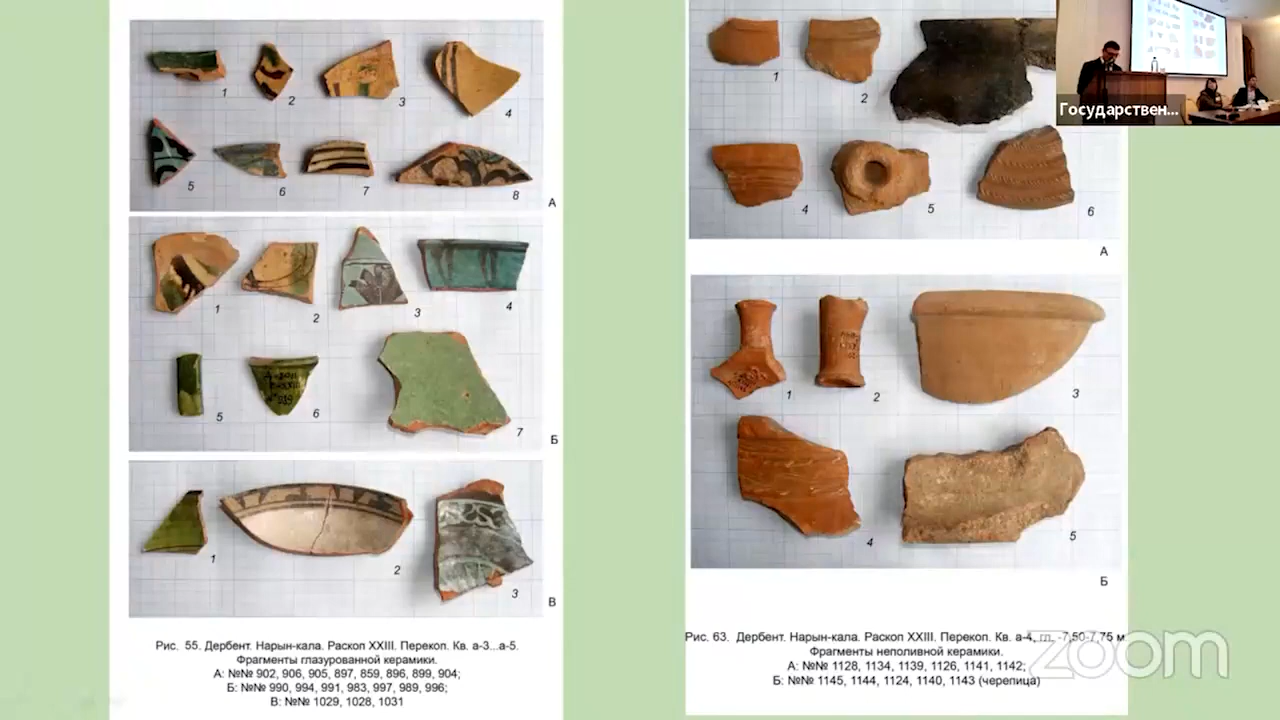 1
2
3
4
5
6
7
8
А
1
2
3
4
5
6
7
Б
1
2
3
В
Рис. 55. Дербент. Нарын-кала. Раскоп XXIII. Перекоп. Кв. а-3...а-5.
Фрагменты глазурованной керамики.
А: №№ 902, 906, 905, 897, 859, 896, 899, 904;
Б: №№ 990, 994, 991, 983, 997, 989, 996;
В: №№ 1029, 1028, 1031
1
2
4
5
6
А
1
2
3
4
5
Б
Рис. 63. Дербент. Нарын-кала. Раскоп XXIII. Перекоп. Кв. а-4, гл. -7,50-7,75 м
Фрагменты неполивной керамики.
А: №№ 1128, 1134, 1139, 1126, 1141, 1142;
Б: №№ 1145, 1144, 1124, 1140, 1143 (черепица)
Государствен...
zoom